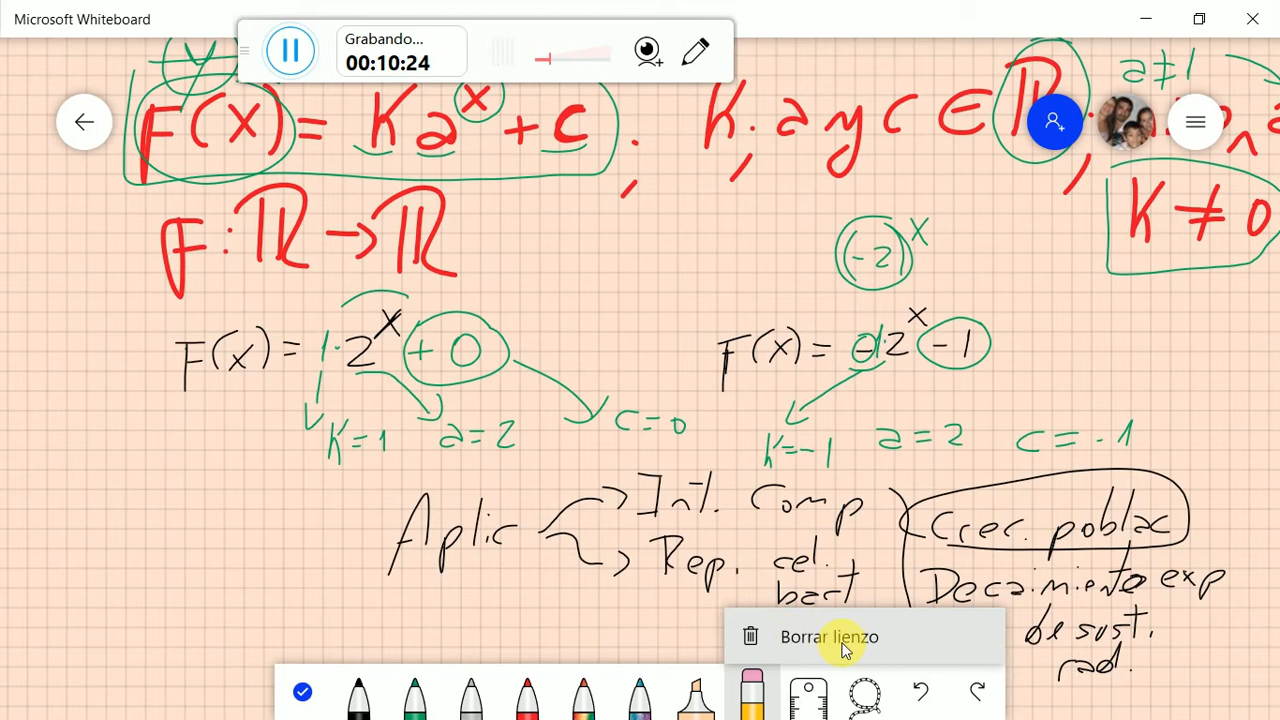 Microsoft Whiteboard
Grabando...
00:10:24
y
a≠1
F(x) = Ka^x + c ; K, a y c ∈ ℝ;
K ≠ 0
F: ℝ → ℝ
(-2)^x
F(x) = 1·2^x + 0
F(x) = -1·2^x - 1
K=1 a=2 c=0
K=-1 a=2 c=-1
Aplic
Int. Comp
Rep. cel.
bact
Crec. poblac
Decaimiento exp
de sust.
rad.
Borrar lienzo